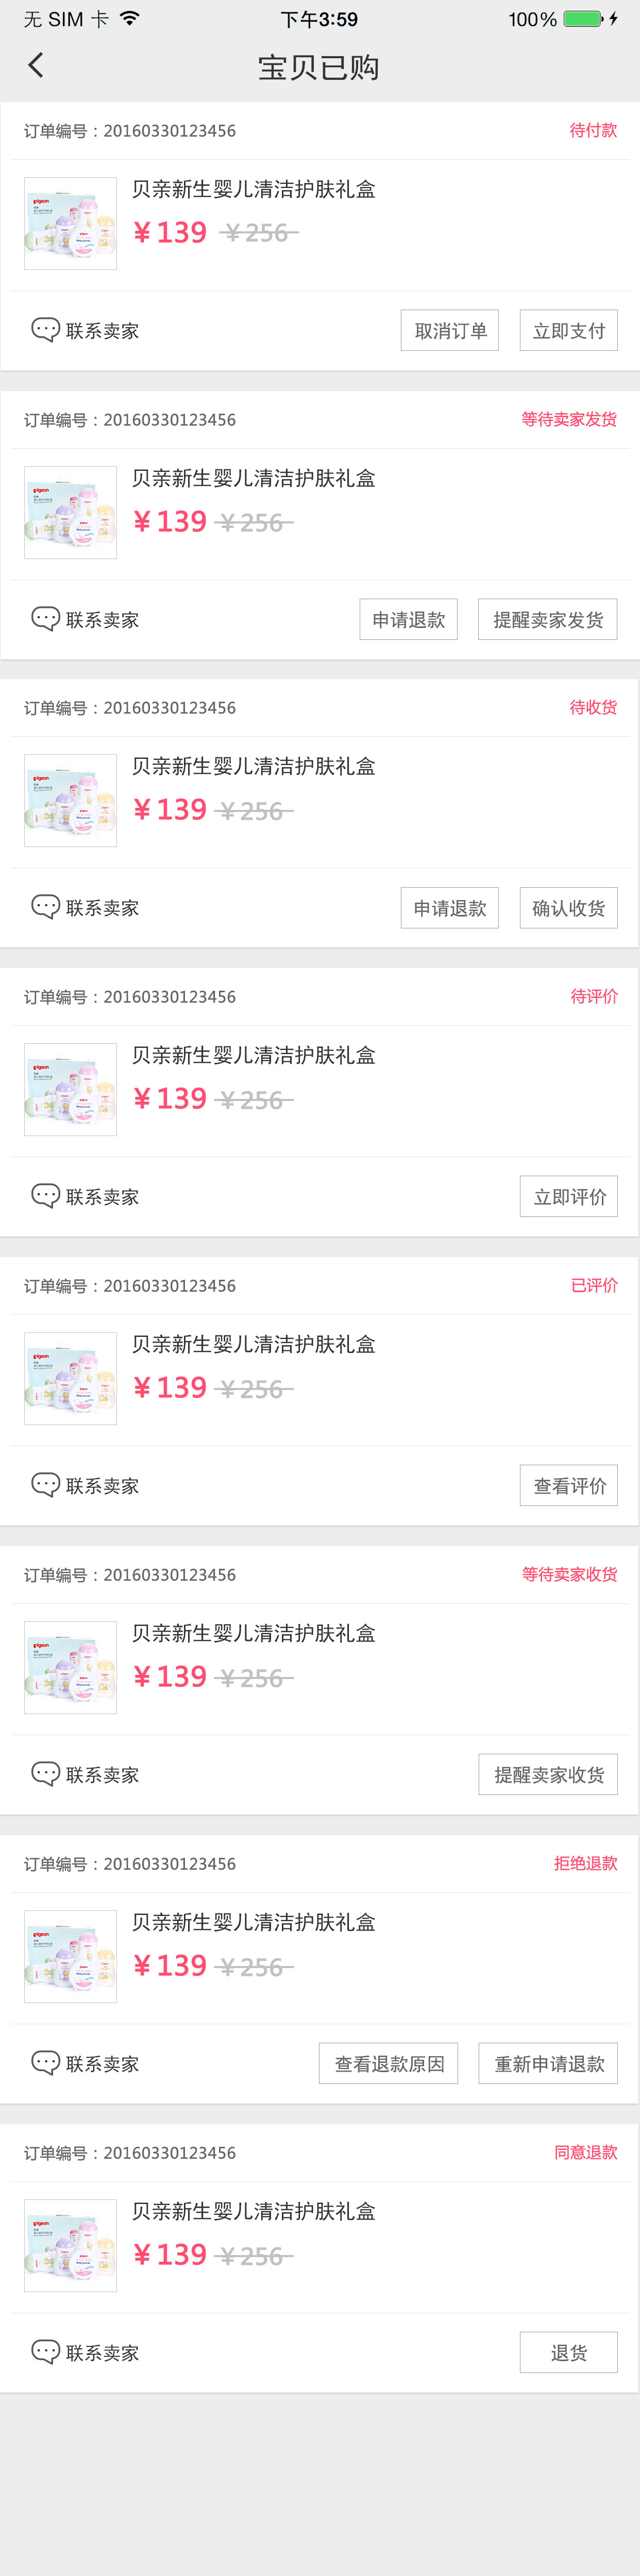 无 SIM 卡 下午3:59 100%
宝贝已购
订单编号：20160330123456 待付款
pigeon
贝亲新生婴儿清洁护肤礼盒
￥139 ￥256
联系卖家 取消订单 立即支付
订单编号：20160330123456 等待卖家发货
pigeon
贝亲新生婴儿清洁护肤礼盒
￥139 ￥256
联系卖家 申请退款 提醒卖家发货
订单编号：20160330123456 待收货
pigeon
贝亲新生婴儿清洁护肤礼盒
￥139 ￥256
联系卖家 申请退款 确认收货
订单编号：20160330123456 待评价
pigeon
贝亲新生婴儿清洁护肤礼盒
￥139 ￥256
联系卖家 立即评价
订单编号：20160330123456 已评价
pigeon
贝亲新生婴儿清洁护肤礼盒
￥139 ￥256
联系卖家 查看评价
订单编号：20160330123456 等待卖家收货
pigeon
贝亲新生婴儿清洁护肤礼盒
￥139 ￥256
联系卖家 提醒卖家收货
订单编号：20160330123456 拒绝退款
pigeon
贝亲新生婴儿清洁护肤礼盒
￥139 ￥256
联系卖家 查看退款原因 重新申请退款
订单编号：20160330123456 同意退款
pigeon
贝亲新生婴儿清洁护肤礼盒
￥139 ￥256
联系卖家 退货